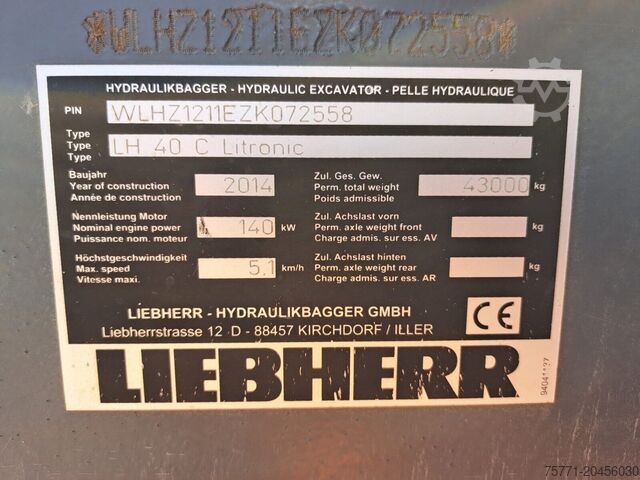 *WLHZ1211EZK072558*
HYDRAULIKBAGGER - HYDRAULIC EXCAVATOR - PELLE HYDRAULIQUE
PIN WLHZ1211EZK072558
Type
Type LH 40 C Litronic
Type
Baujahr
Year of construction 2014
Année de construction
Zul. Ges. Gew.
Perm. total weight 43000 kg
Poids admissible
Nennleistung Motor
Nominal engine power 140 kW
Puissance nom. moteur
Zul. Achslast vorn
Perm. axle weight front kg
Charge admis. sur ess. AV
Höchstgeschwindigkeit
Max. speed 5.1 km/h
Vitesse maxi.
Zul. Achslast hinten
Perm. axle weight rear kg
Charge admis. sur ess. AR
LIEBHERR - HYDRAULIKBAGGER GMBH
Liebherrstrasse 12 D - 88457 KIRCHDORF / ILLER
CE
LIEBHERR
75771-20456030